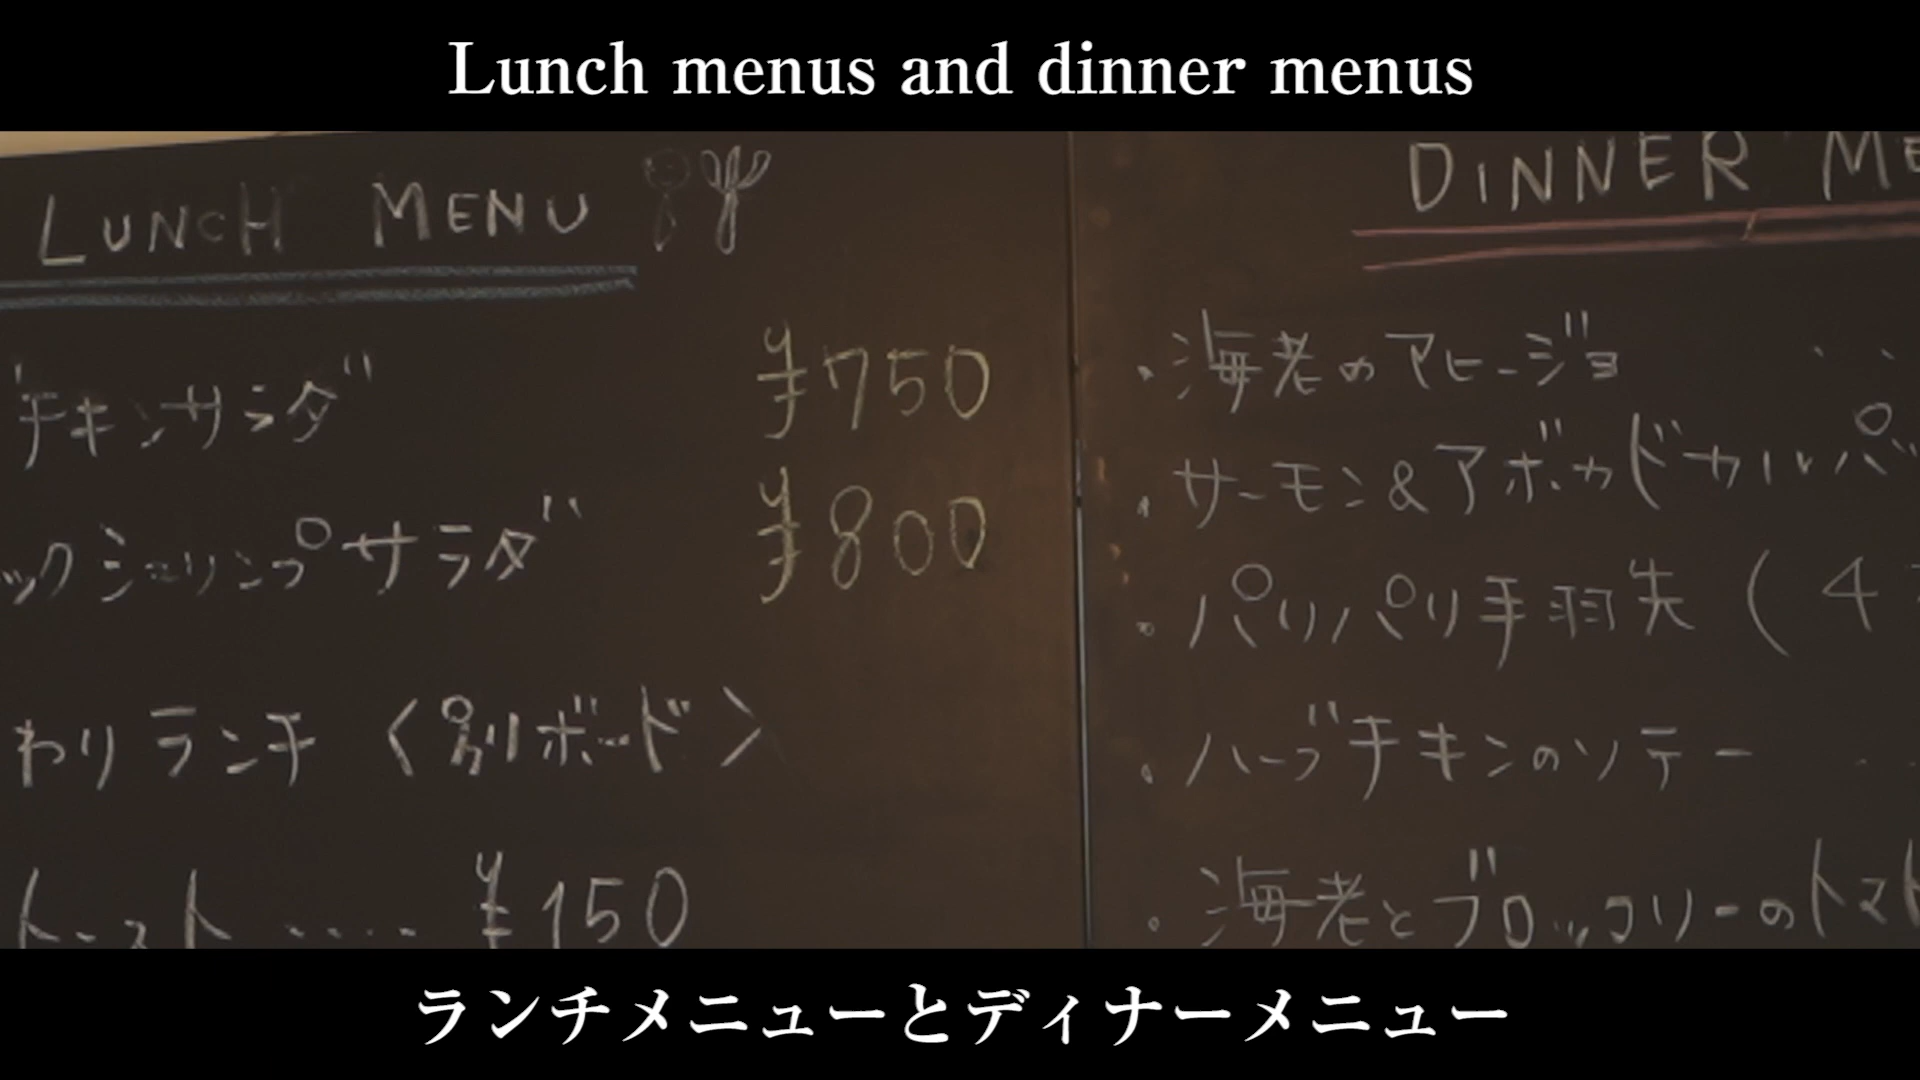 Lunch menus and dinner menus
LUNCH MENU
チキンサラダ ¥750
ックシュリンプサラダ ¥800
わりランチ〈別ボード〉
トースト····¥150
DINNER ME
・海老のアヒージョ
・サーモン&アボカドカルパ
・パリパリ手羽先(4
・ハーブチキンのソテー
・海老とブロッコリーのトマト
ランチメニューとディナーメニュー